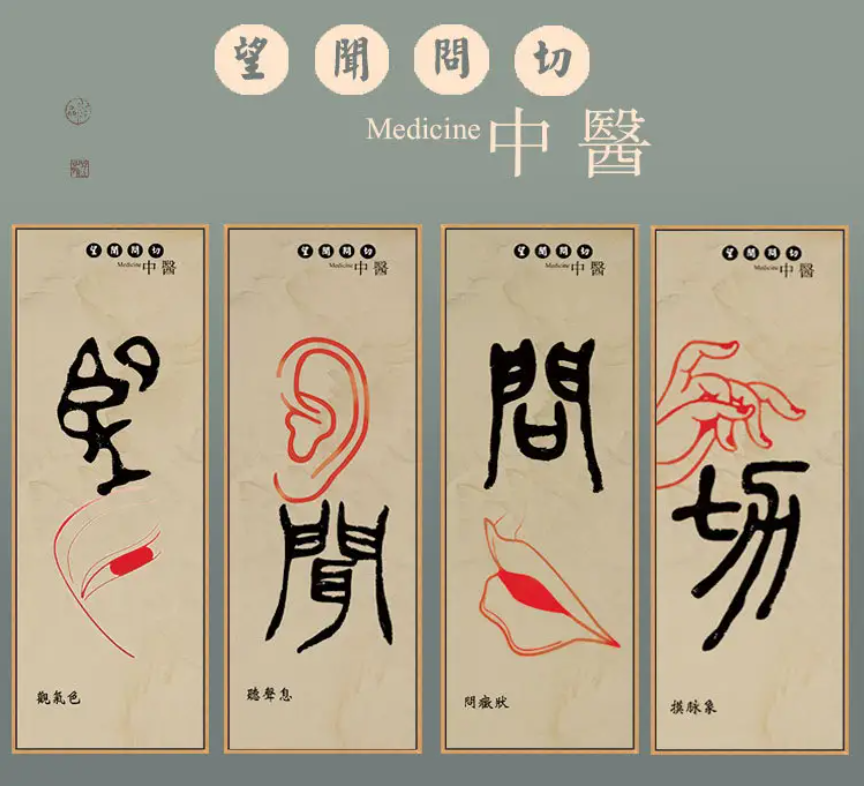 望 聞 問 切
Medicine 中 醫
望 聞 問 切
Medicine 中 醫
望
觀氣色
望 聞 問 切
Medicine 中 醫
聞
聽聲息
望 聞 問 切
Medicine 中 醫
問
問癥狀
望 聞 問 切
Medicine 中 醫
切
摸脉象